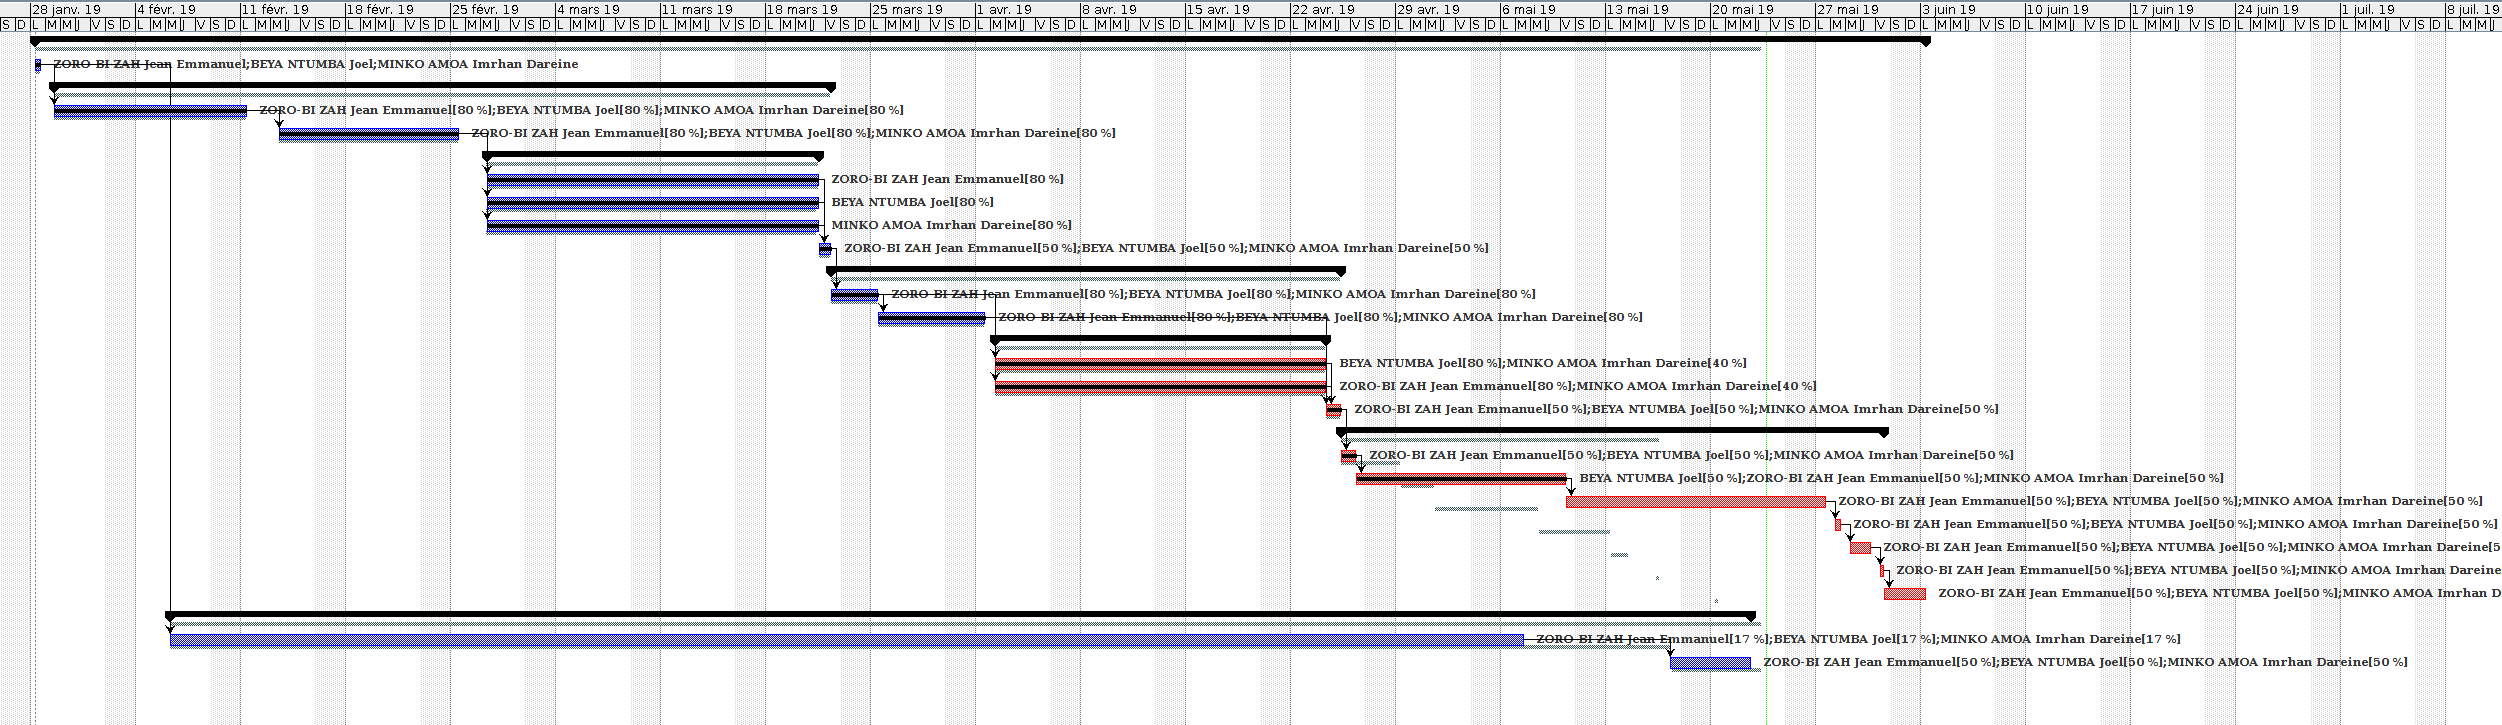 28 janv. 19 4 févr. 19 11 févr. 19 18 févr. 19 25 févr. 19 4 mars 19 11 mars 19 18 mars 19 25 mars 19 1 avr. 19 8 avr. 19 15 avr. 19 22 avr. 19 29 avr. 19 6 mai 19 13 mai 19 20 mai 19 27 mai 19 3 juin 19 10 juin 19 17 juin 19 24 juin 19 1 juil. 19 8 juil. 19
S D L M M J V S D L M M J V S D L M M J V S D L M M J V S D L M M J V S D L M M J V S D L M M J V S D L M M J V S D L M M J V S D L M M J V S D L M M J V S D L M M J V S D L M M J V S D L M M J V S D L M M J V S D L M M J V S D L M M J V S D L M M J V S D L M M J V S D L M M J V S D L M M J V S D L M M J V S D L M M J V S D L M M J
ZORO-BI ZAH Jean Emmanuel;BEYA NTUMBA Joel;MINKO AMOA Imrhan Dareine
ZORO-BI ZAH Jean Emmanuel[80 %];BEYA NTUMBA Joel[80 %];MINKO AMOA Imrhan Dareine[80 %]
ZORO-BI ZAH Jean Emmanuel[80 %];BEYA NTUMBA Joel[80 %];MINKO AMOA Imrhan Dareine[80 %]
ZORO-BI ZAH Jean Emmanuel[80 %]
BEYA NTUMBA Joel[80 %]
MINKO AMOA Imrhan Dareine[80 %]
ZORO-BI ZAH Jean Emmanuel[50 %];BEYA NTUMBA Joel[50 %];MINKO AMOA Imrhan Dareine[50 %]
ZORO-BI ZAH Jean Emmanuel[80 %];BEYA NTUMBA Joel[80 %];MINKO AMOA Imrhan Dareine[80 %]
ZORO-BI ZAH Jean Emmanuel[80 %];BEYA NTUMBA Joel[80 %];MINKO AMOA Imrhan Dareine[80 %]
BEYA NTUMBA Joel[80 %];MINKO AMOA Imrhan Dareine[40 %]
ZORO-BI ZAH Jean Emmanuel[80 %];MINKO AMOA Imrhan Dareine[40 %]
ZORO-BI ZAH Jean Emmanuel[50 %];BEYA NTUMBA Joel[50 %];MINKO AMOA Imrhan Dareine[50 %]
ZORO-BI ZAH Jean Emmanuel[50 %];BEYA NTUMBA Joel[50 %];MINKO AMOA Imrhan Dareine[50 %]
BEYA NTUMBA Joel[50 %];ZORO-BI ZAH Jean Emmanuel[50 %];MINKO AMOA Imrhan Dareine[50 %]
ZORO-BI ZAH Jean Emmanuel[50 %];BEYA NTUMBA Joel[50 %];MINKO AMOA Imrhan Dareine[50 %]
ZORO-BI ZAH Jean Emmanuel[50 %];BEYA NTUMBA Joel[50 %];MINKO AMOA Imrhan Dareine[50 %]
ZORO-BI ZAH Jean Emmanuel[50 %];BEYA NTUMBA Joel[50 %];MINKO AMOA Imrhan Dareine[5
ZORO-BI ZAH Jean Emmanuel[50 %];BEYA NTUMBA Joel[50 %];MINKO AMOA Imrhan Dareine
ZORO-BI ZAH Jean Emmanuel[50 %];BEYA NTUMBA Joel[50 %];MINKO AMOA Imrhan D
ZORO-BI ZAH Jean Emmanuel[17 %];BEYA NTUMBA Joel[17 %];MINKO AMOA Imrhan Dareine[17 %]
ZORO-BI ZAH Jean Emmanuel[50 %];BEYA NTUMBA Joel[50 %];MINKO AMOA Imrhan Dareine[50 %]